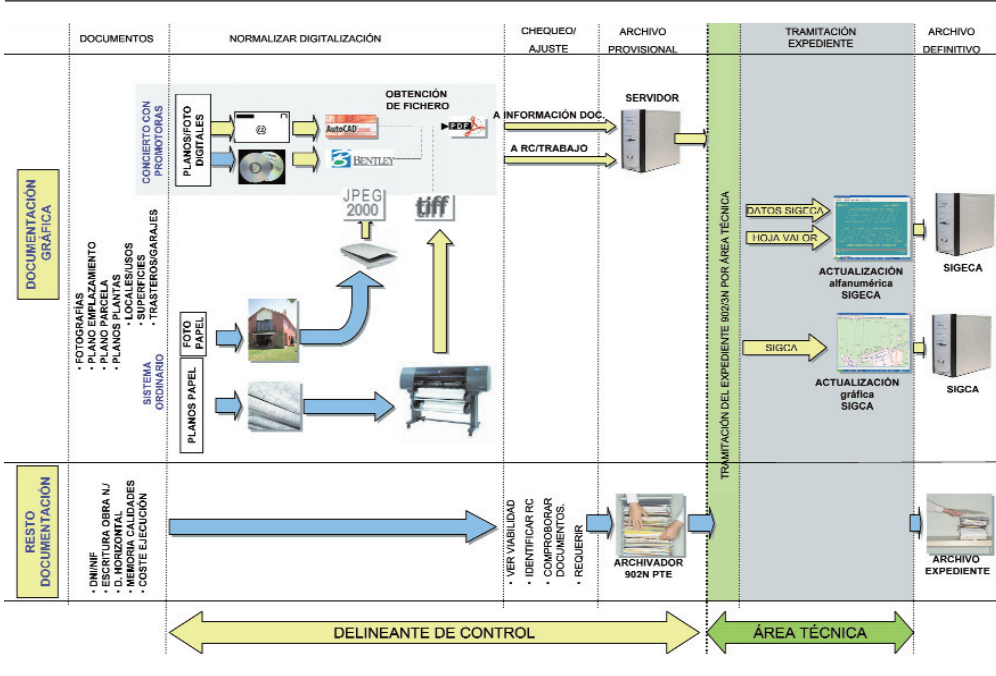 DOCUMENTOS
NORMALIZAR DIGITALIZACIÓN
CHEQUEO/
AJUSTE
ARCHIVO
PROVISIONAL
TRAMITACIÓN
EXPEDIENTE
ARCHIVO
DEFINITIVO
DOCUMENTACIÓN
GRÁFICA
• FOTOGRAFÍAS
• PLANO EMPLAZAMIENTO
• PLANO PARCELA
• PLANOS PLANTAS
• LOCALES/USOS
• SUPERFICIES
• TRASTEROS/GARAJES
CONCIERTO CON
PROMOTORAS
PLANOS/FOTO
DIGITALES
@
AutoCAD
BENTLEY
OBTENCIÓN
DE FICHERO
PDF
JPEG
2000
tiff
SISTEMA
ORDINARIO
FOTO
PAPEL
PLANOS PAPEL
A INFORMACIÓN DOC.
A RC/TRABAJO
SERVIDOR
TRAMITACIÓN DEL EXPEDIENTE 902/3N POR ÁREA TÉCNICA
DATOS SIGECA
HOJA VALOR
GESTION
CATASTRAL
ACTUALIZACIÓN
alfanumérica
SIGECA
SIGECA
SIGCA
ACTUALIZACIÓN
gráfica
SIGCA
SIGCA
RESTO
DOCUMENTACIÓN
• DNI/NIF
• ESCRITURA OBRA N./
D. HORIZONTAL
• MEMORIA CALIDADES
• COSTE EJECUCIÓN
• VER VIABILIDAD
• IDENTIFICAR RC
• COMPROBORAR
DOCUMENTOS.
• REQUERIR
ARCHIVADOR
902N PTE
ARCHIVO
EXPEDIENTE
DELINEANTE DE CONTROL
ÁREA TÉCNICA